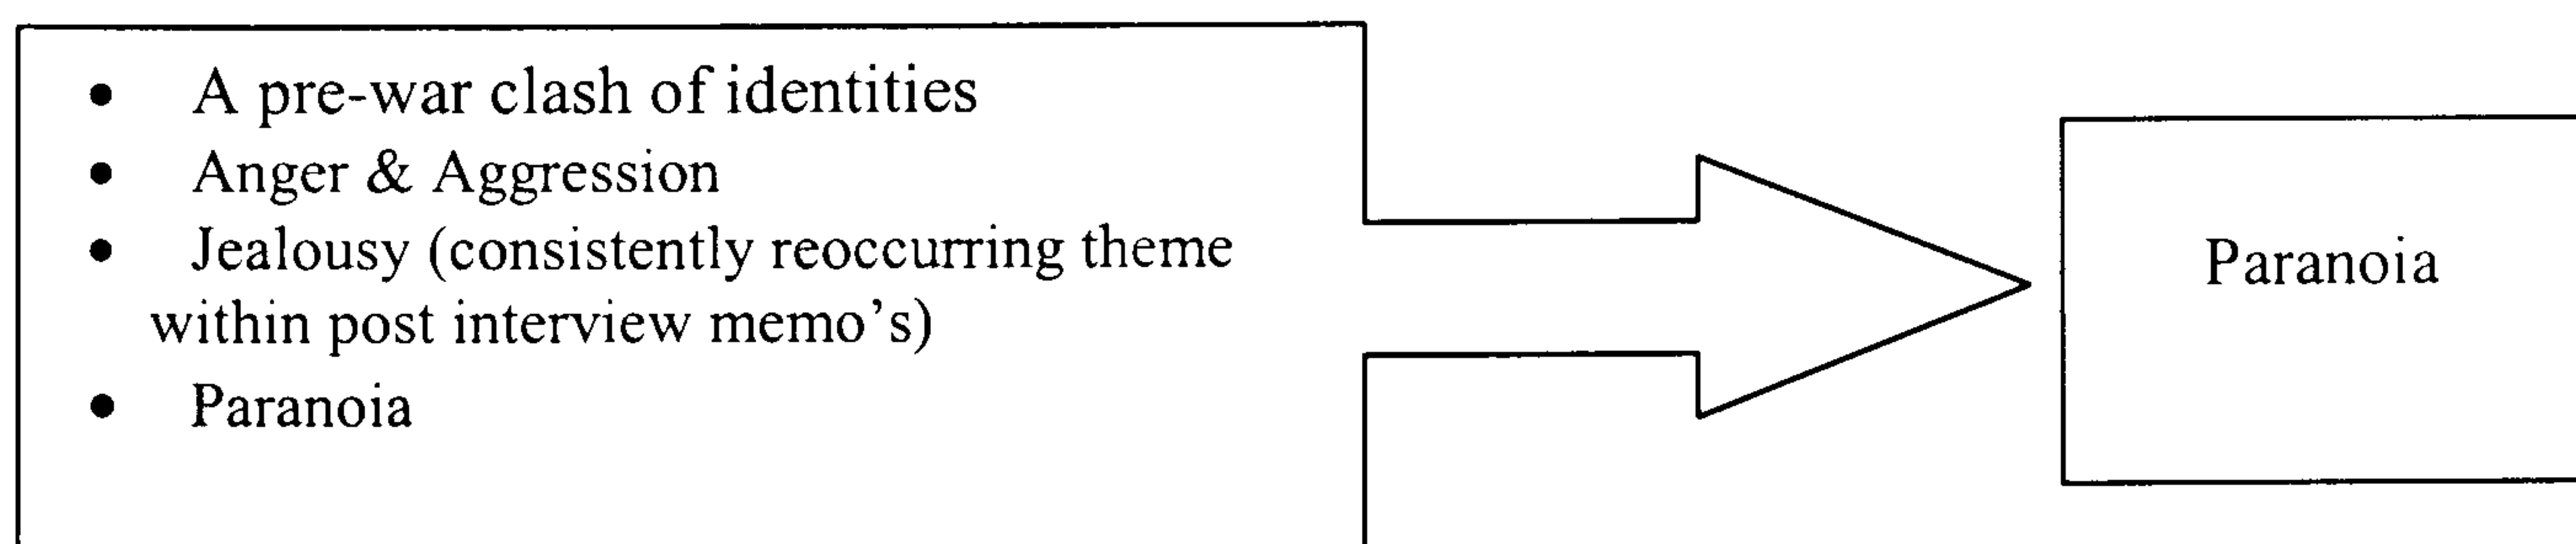 • A pre-war clash of identities
• Anger & Aggression
• Jealousy (consistently reoccurring theme
within post interview memo's)
• Paranoia
Paranoia